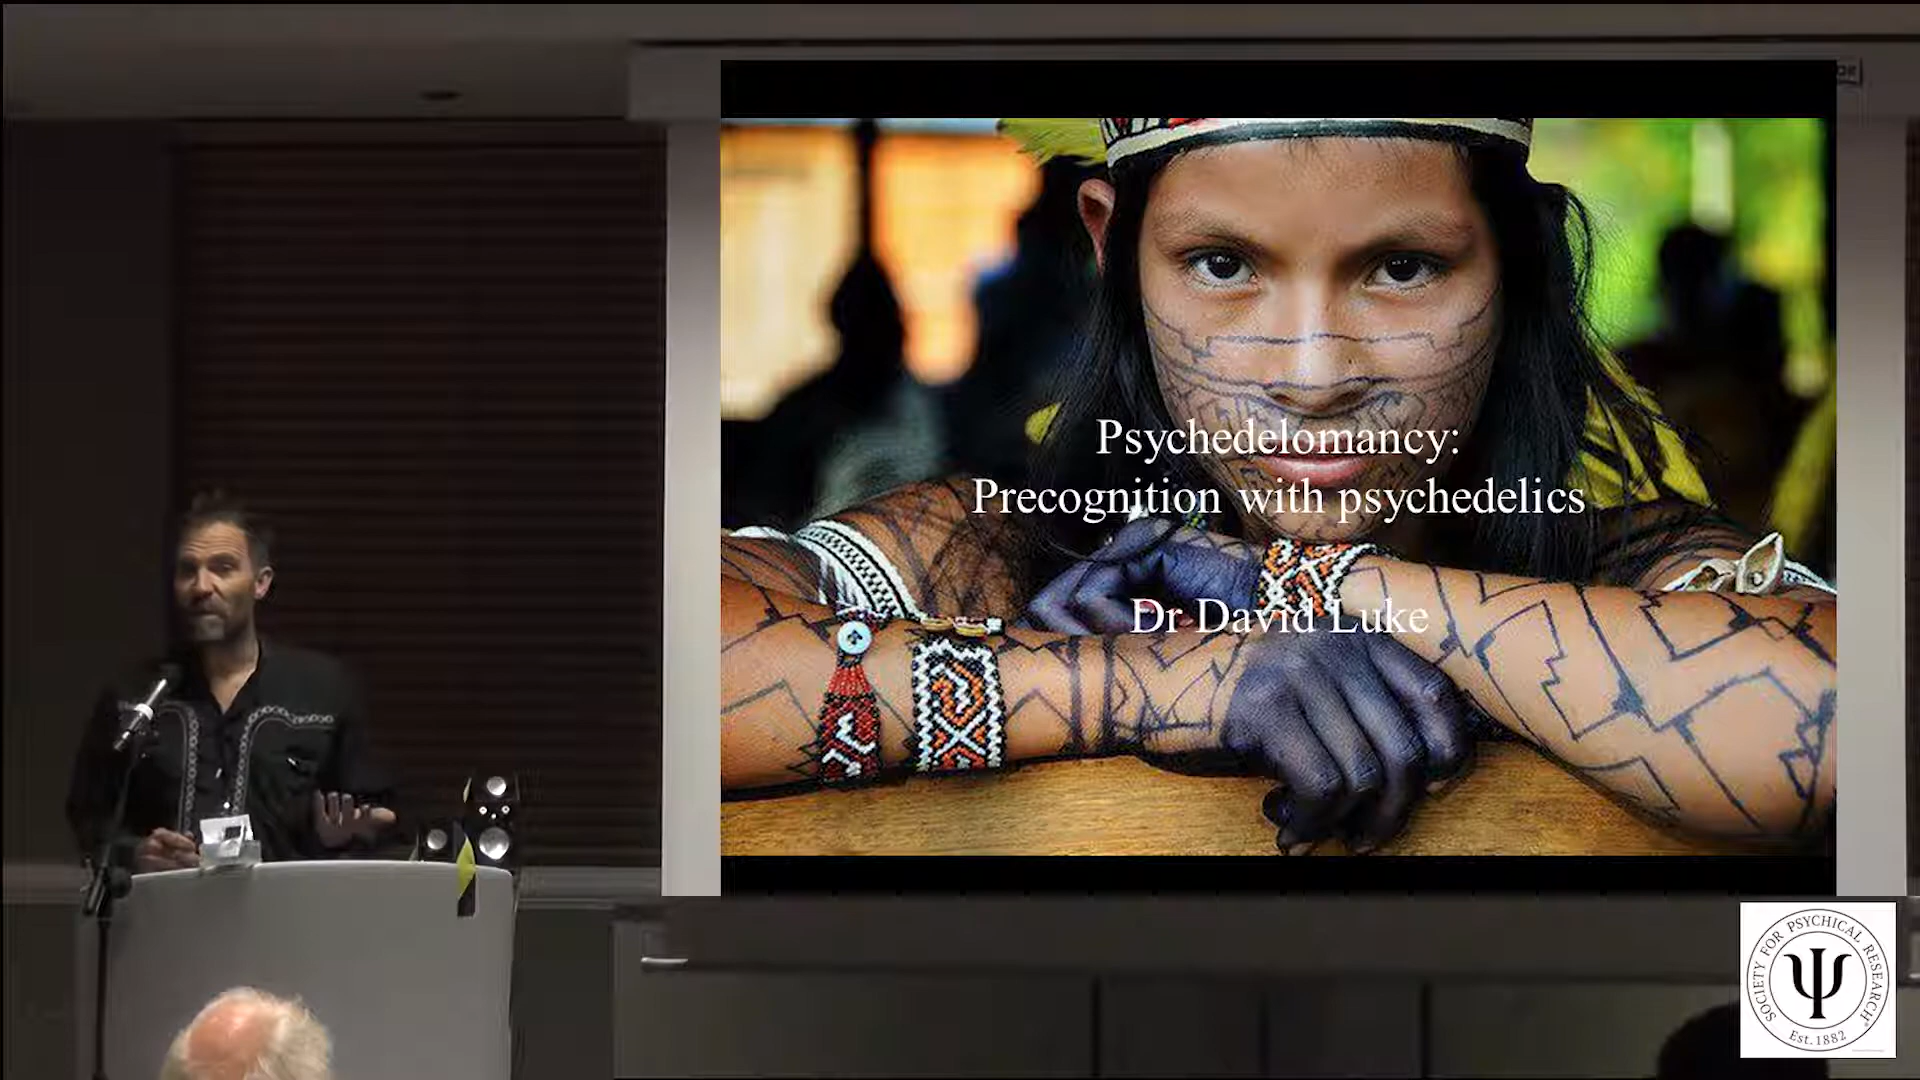 Psychedelomancy:
Precognition with psychedelics
Dr David Luke
SOCIETY FOR PSYCHICAL RESEARCH
Est. 1882